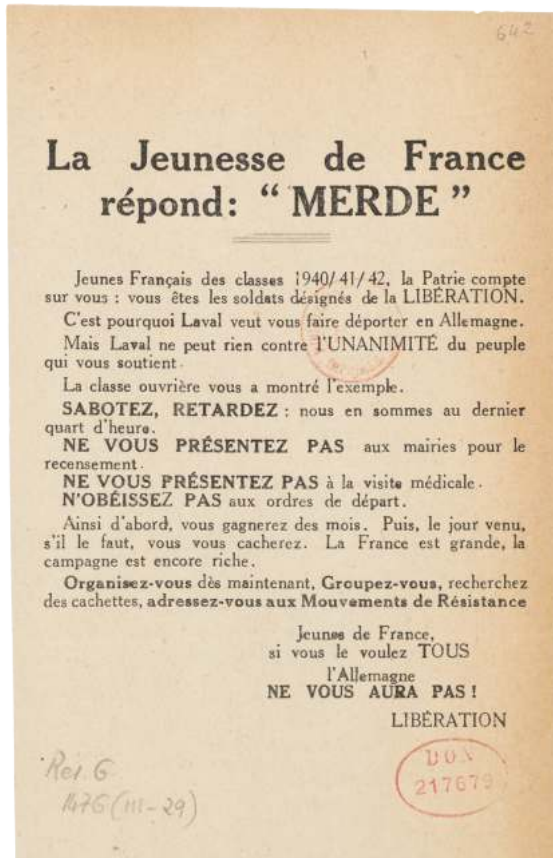 642
La Jeunesse de France
répond: “ MERDE ”
Jeunes Français des classes 1940/41/42, la Patrie compte
sur vous : vous êtes les soldats désignés de la LIBÉRATION.
C'est pourquoi Laval veut vous faire déporter en Allemagne.
Mais Laval ne peut rien contre l'UNANIMITÉ du peuple
qui vous soutient.
La classe ouvrière vous a montré l'exemple.
SABOTEZ, RETARDEZ : nous en sommes au dernier
quart d'heure.
NE VOUS PRÉSENTEZ PAS aux mairies pour le
recensement.
NE VOUS PRÉSENTEZ PAS à la visite médicale.
N'OBÉISSEZ PAS aux ordres de départ.
Ainsi d'abord, vous gagnerez des mois. Puis, le jour venu,
s'il le faut, vous vous cacherez. La France est grande, la
campagne est encore riche.
Organisez-vous dès maintenant, Groupez-vous, recherchez
des cachettes, adressez-vous aux Mouvements de Résistance
Jeunes de France,
si vous le voulez TOUS
l'Allemagne
NE VOUS AURA PAS !
LIBÉRATION
Rés. G
1476 (III-29)
DON
217679